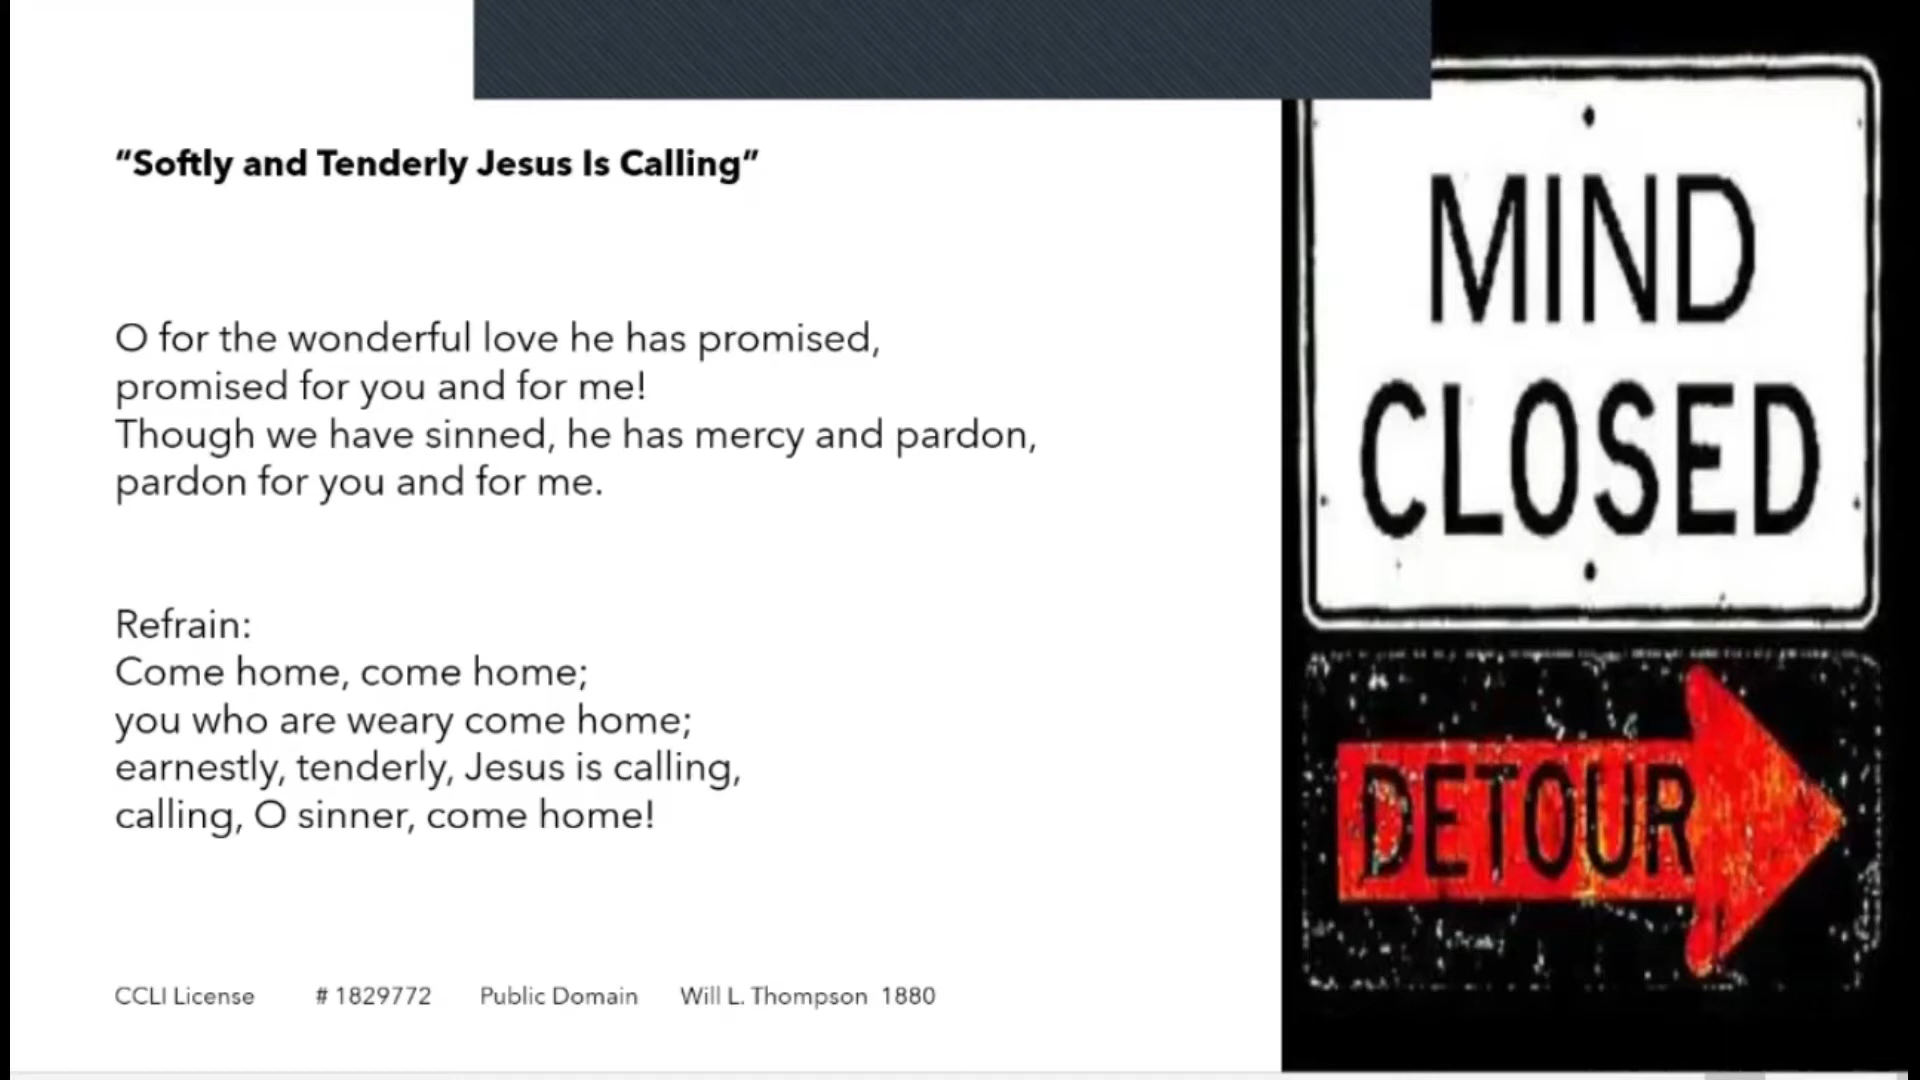 "Softly and Tenderly Jesus Is Calling"
O for the wonderful love he has promised,
promised for you and for me!
Though we have sinned, he has mercy and pardon,
pardon for you and for me.
Refrain:
Come home, come home;
you who are weary come home;
earnestly, tenderly, Jesus is calling,
calling, O sinner, come home!
CCLI License # 1829772 Public Domain Will L. Thompson 1880
MIND
CLOSED
DETOUR